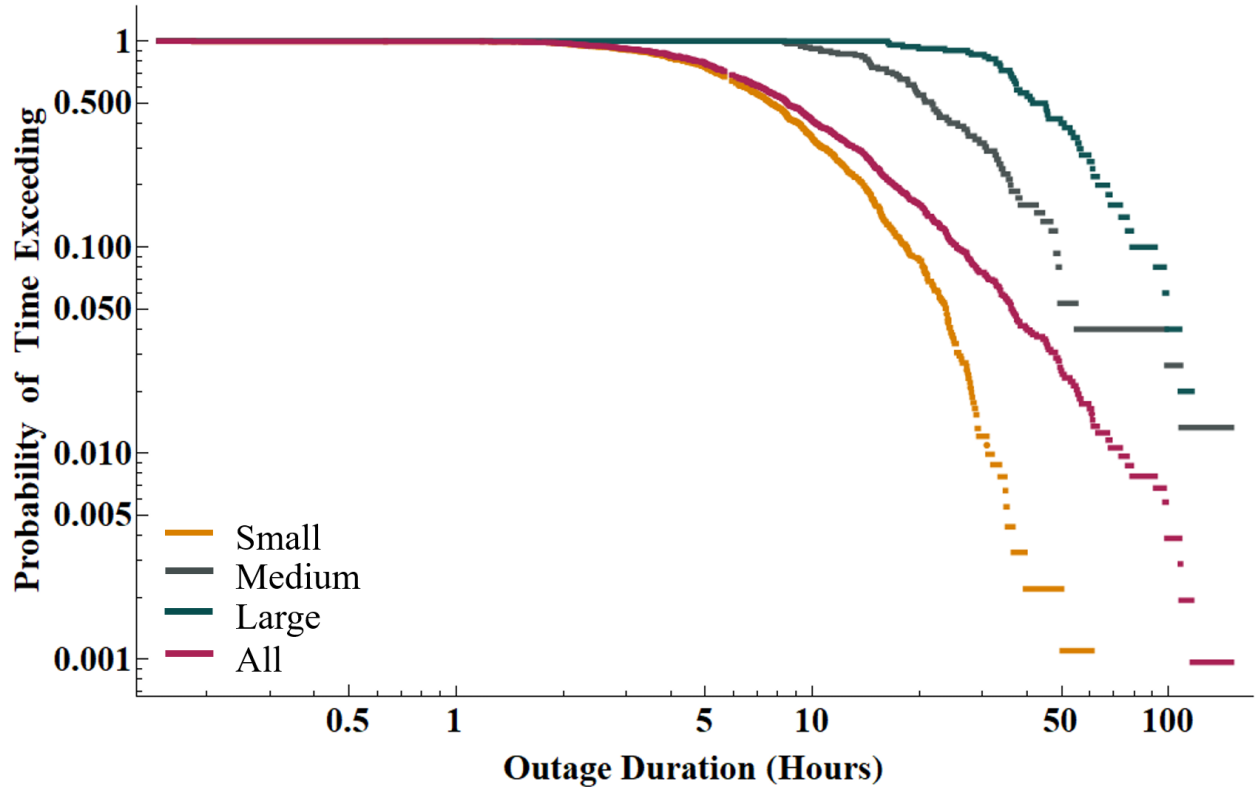 1
0.500
0.100
0.050
0.010
0.005
0.001
Probability of Time Exceeding
Small
Medium
Large
All
0.5 1 5 10 50 100
Outage Duration (Hours)